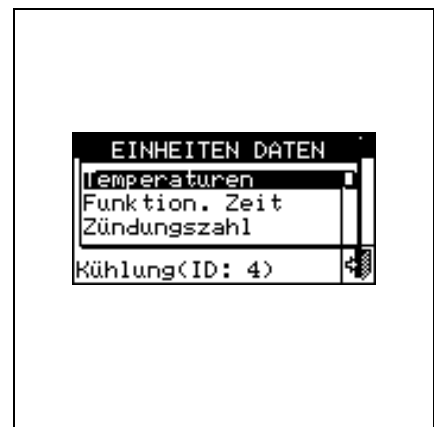 EINHEITEN DATEN
Temperaturen
Funktion. Zeit
Zündungszahl
Kühlung(ID: 4)